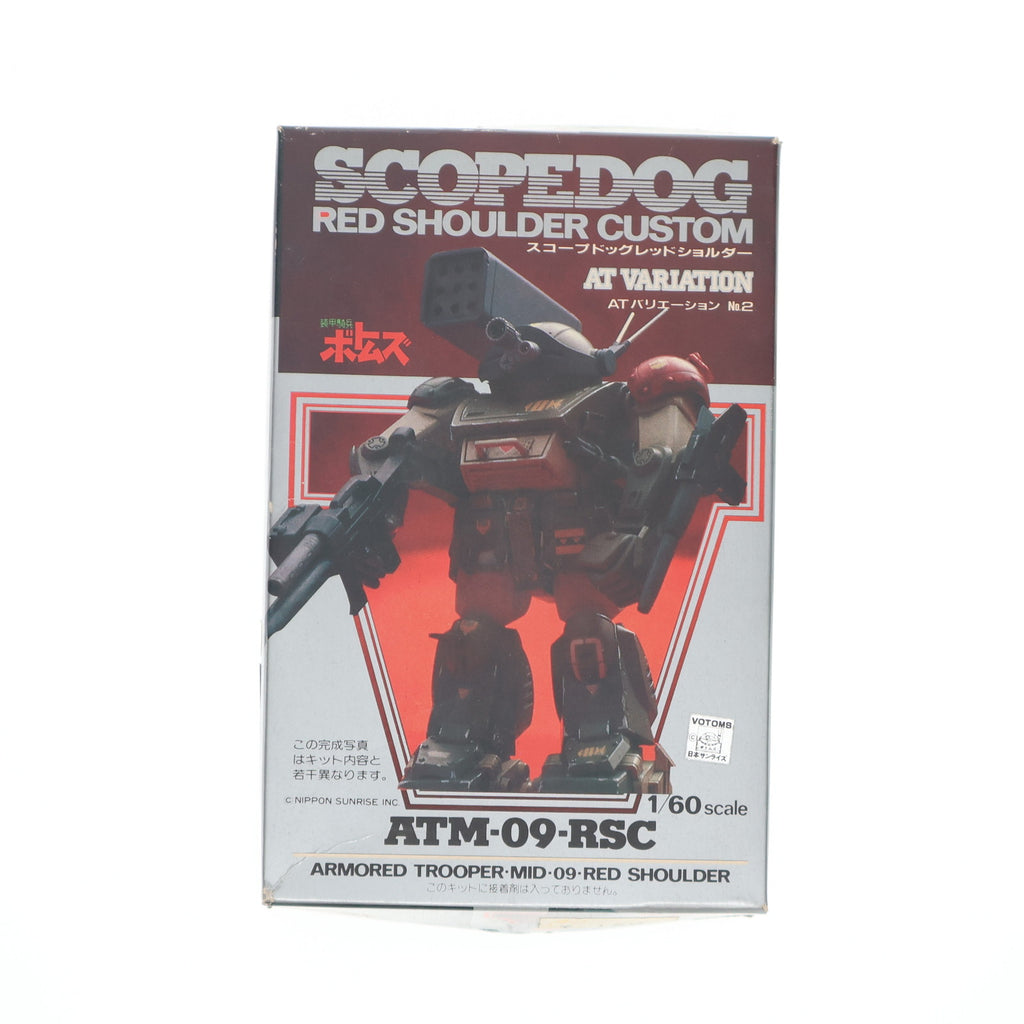 SCOPEDOG
RED SHOULDER CUSTOM
スコープドッグレッドショルダー
AT VARIATION
ATバリエーション No.2
装甲騎兵
ボトムズ
この完成写真
はキット内容と
若干異なります。
VOTOMS
©
日本サンライズ
© NIPPON SUNRISE INC.
1/60 scale
ATM-09-RSC
ARMORED TROOPER・MID・09・RED SHOULDER
このキットに接着剤は入っておりません。